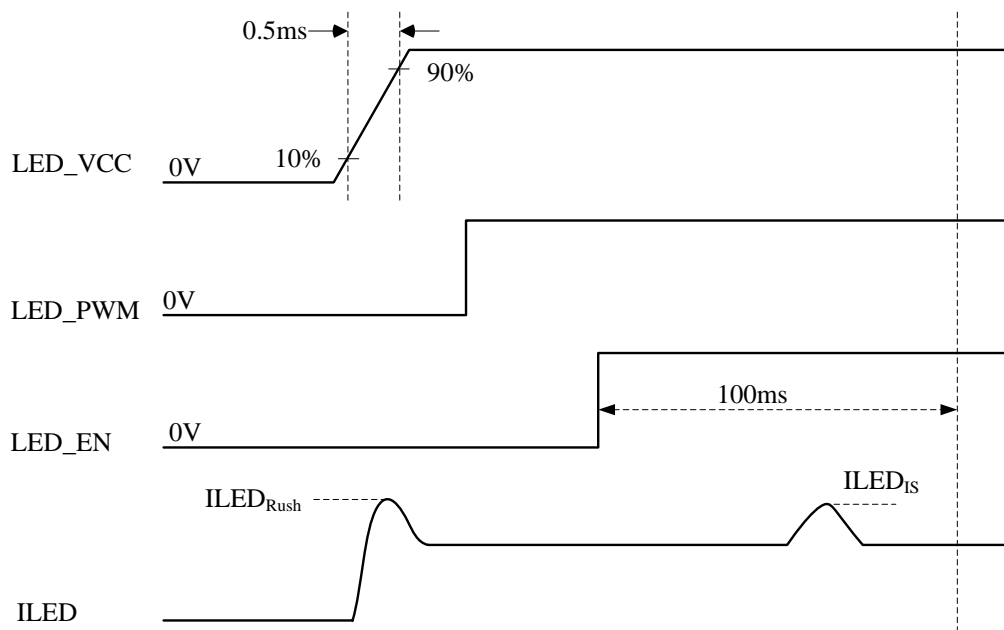 0.5ms
90%
10%
LED_VCC
0V
LED_PWM
0V
100ms
LED_EN
0V
ILEDRush
ILEDIS
ILED